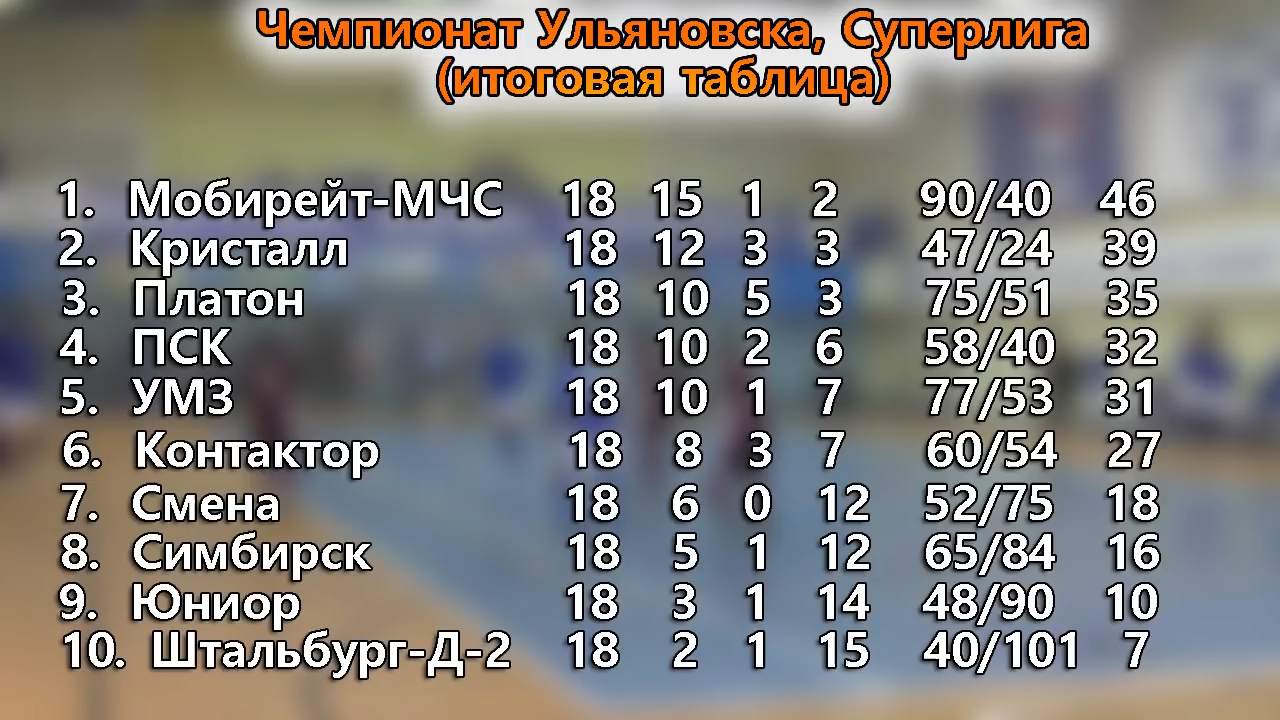 Чемпионат Ульяновска, Суперлига
(итоговая таблица)
1. Мобирейт-МЧС 18 15 1 2 90/40 46
2. Кристалл 18 12 3 3 47/24 39
3. Платон 18 10 5 3 75/51 35
4. ПСК 18 10 2 6 58/40 32
5. УМЗ 18 10 1 7 77/53 31
6. Контактор 18 8 3 7 60/54 27
7. Смена 18 6 0 12 52/75 18
8. Симбирск 18 5 1 12 65/84 16
9. Юниор 18 3 1 14 48/90 10
10. Штальбург-Д-2 18 2 1 15 40/101 7